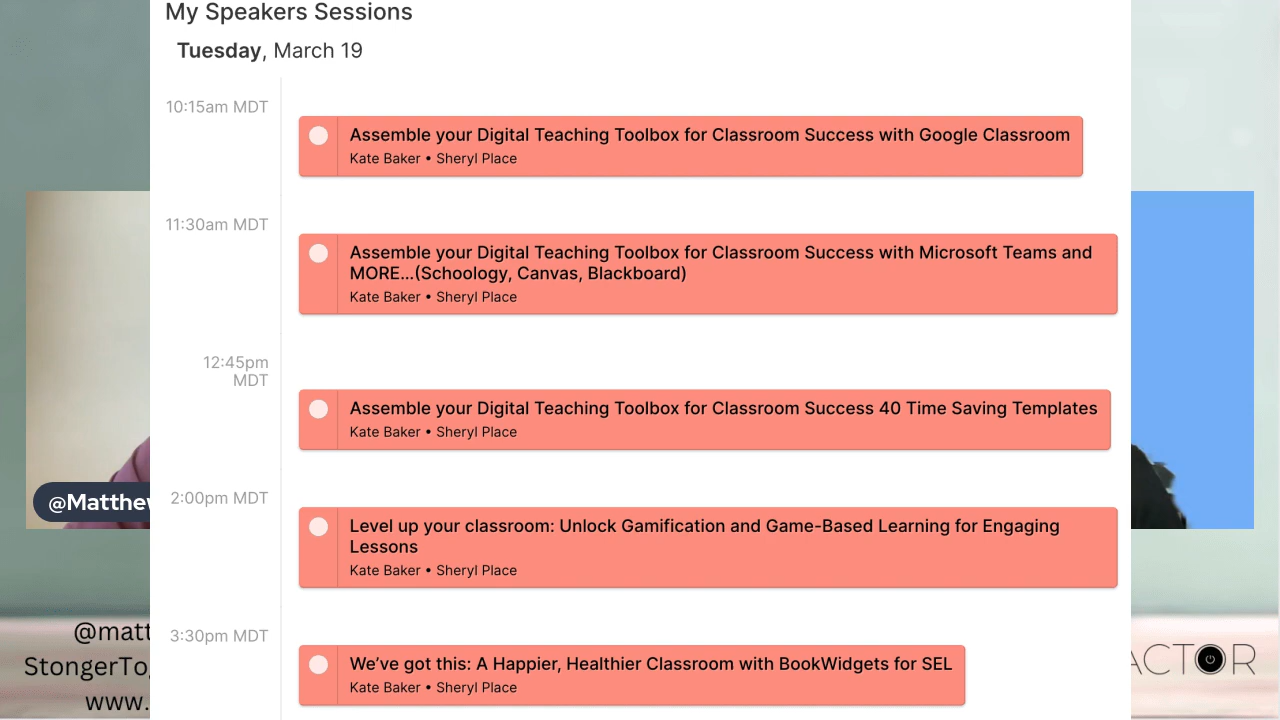 My Speakers Sessions
Tuesday, March 19
10:15am MDT
Assemble your Digital Teaching Toolbox for Classroom Success with Google Classroom
Kate Baker • Sheryl Place
11:30am MDT
Assemble your Digital Teaching Toolbox for Classroom Success with Microsoft Teams and
MORE...(Schoology, Canvas, Blackboard)
Kate Baker • Sheryl Place
12:45pm
MDT
Assemble your Digital Teaching Toolbox for Classroom Success 40 Time Saving Templates
Kate Baker • Sheryl Place
2:00pm MDT
Level up your classroom: Unlock Gamification and Game-Based Learning for Engaging
Lessons
Kate Baker • Sheryl Place
3:30pm MDT
We've got this: A Happier, Healthier Classroom with BookWidgets for SEL
Kate Baker • Sheryl Place
@Matthew
@matt
StongerTog
www.
ACTOR